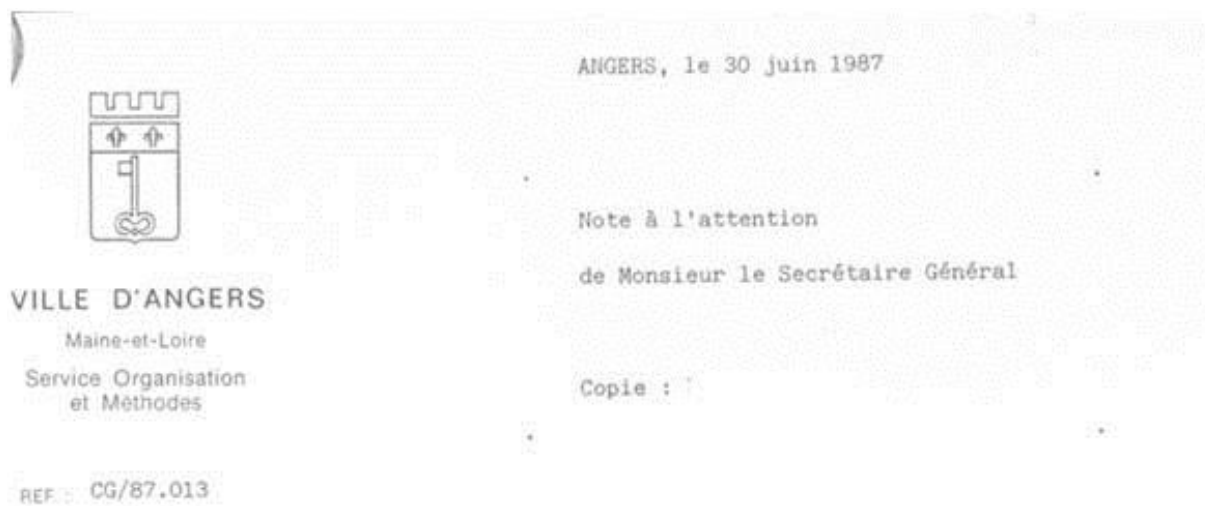 ANGERS, le 30 juin 1987
Note à l'attention
de Monsieur le Secrétaire Général
VILLE D'ANGERS
Maine-et-Loire
Service Organisation
et Méthodes
Copie :
REF : CG/87.013